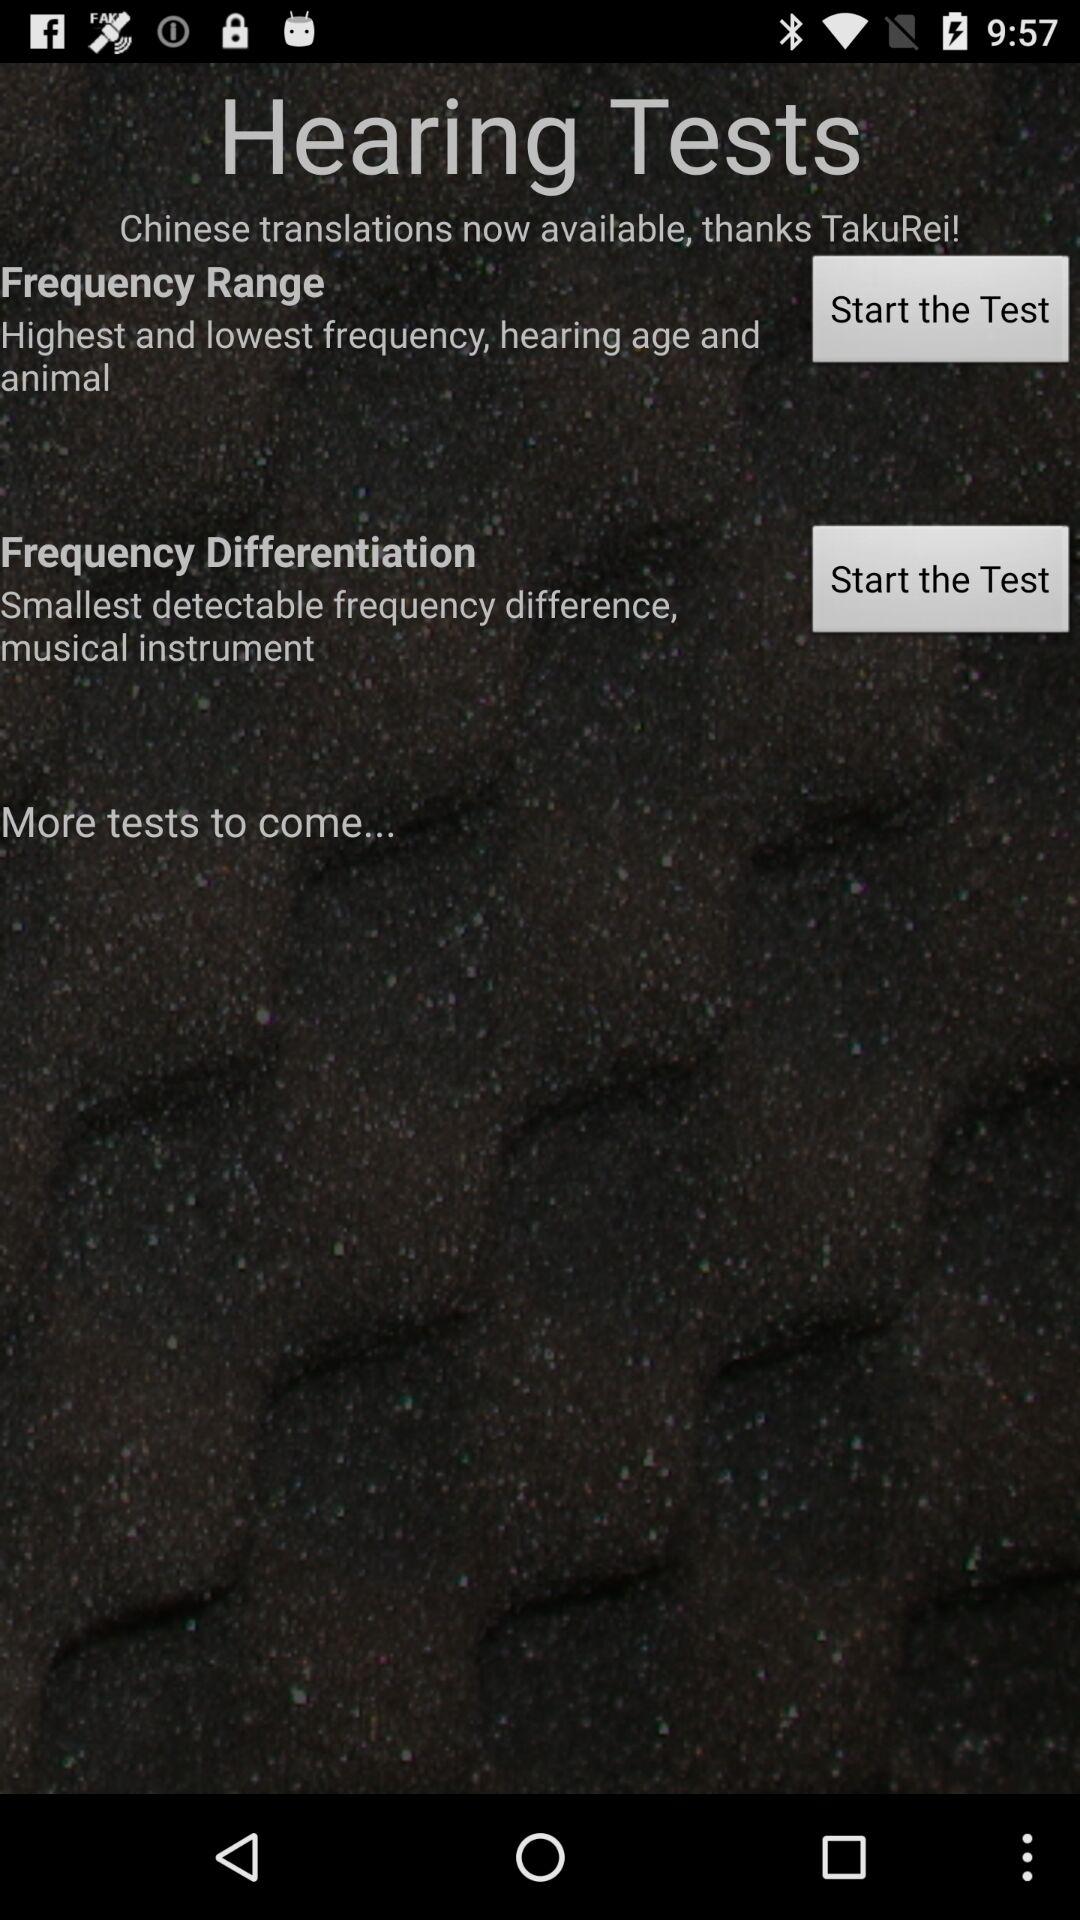 FAK
9:57
Hearing Tests
Chinese translations now available, thanks TakuRei!
Frequency Range
Start the Test
Highest and lowest frequency, hearing age and
animal
Frequency Differentiation
Start the Test
Smallest detectable frequency difference,
musical instrument
More tests to come...